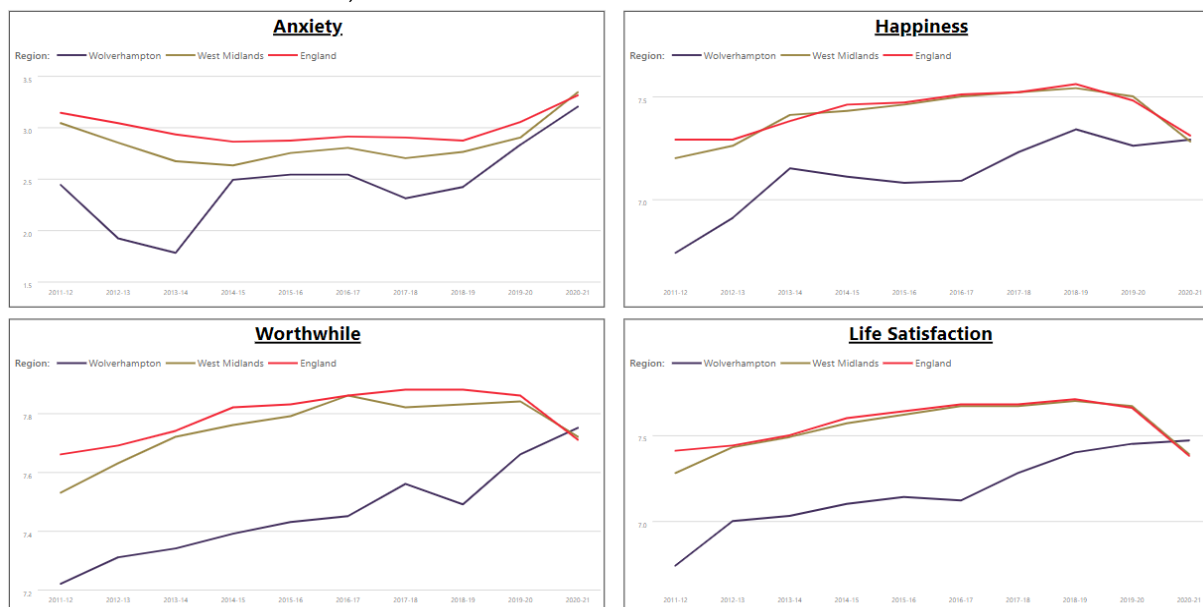 Anxiety
Region: Wolverhampton West Midlands England
3.5
3.0
2.5
2.0
1.5
2011-12 2012-13 2013-14 2014-15 2015-16 2016-17 2017-18 2018-19 2019-20 2020-21
Happiness
Region: Wolverhampton West Midlands England
7.5
7.0
2011-12 2012-13 2013-14 2014-15 2015-16 2016-17 2017-18 2018-19 2019-20 2020-21
Worthwhile
Region: Wolverhampton West Midlands England
7.8
7.6
7.4
7.2
2011-12 2012-13 2013-14 2014-15 2015-16 2016-17 2017-18 2018-19 2019-20 2020-21
Life Satisfaction
Region: Wolverhampton West Midlands England
7.5
7.0
2011-12 2012-13 2013-14 2014-15 2015-16 2016-17 2017-18 2018-19 2019-20 2020-21